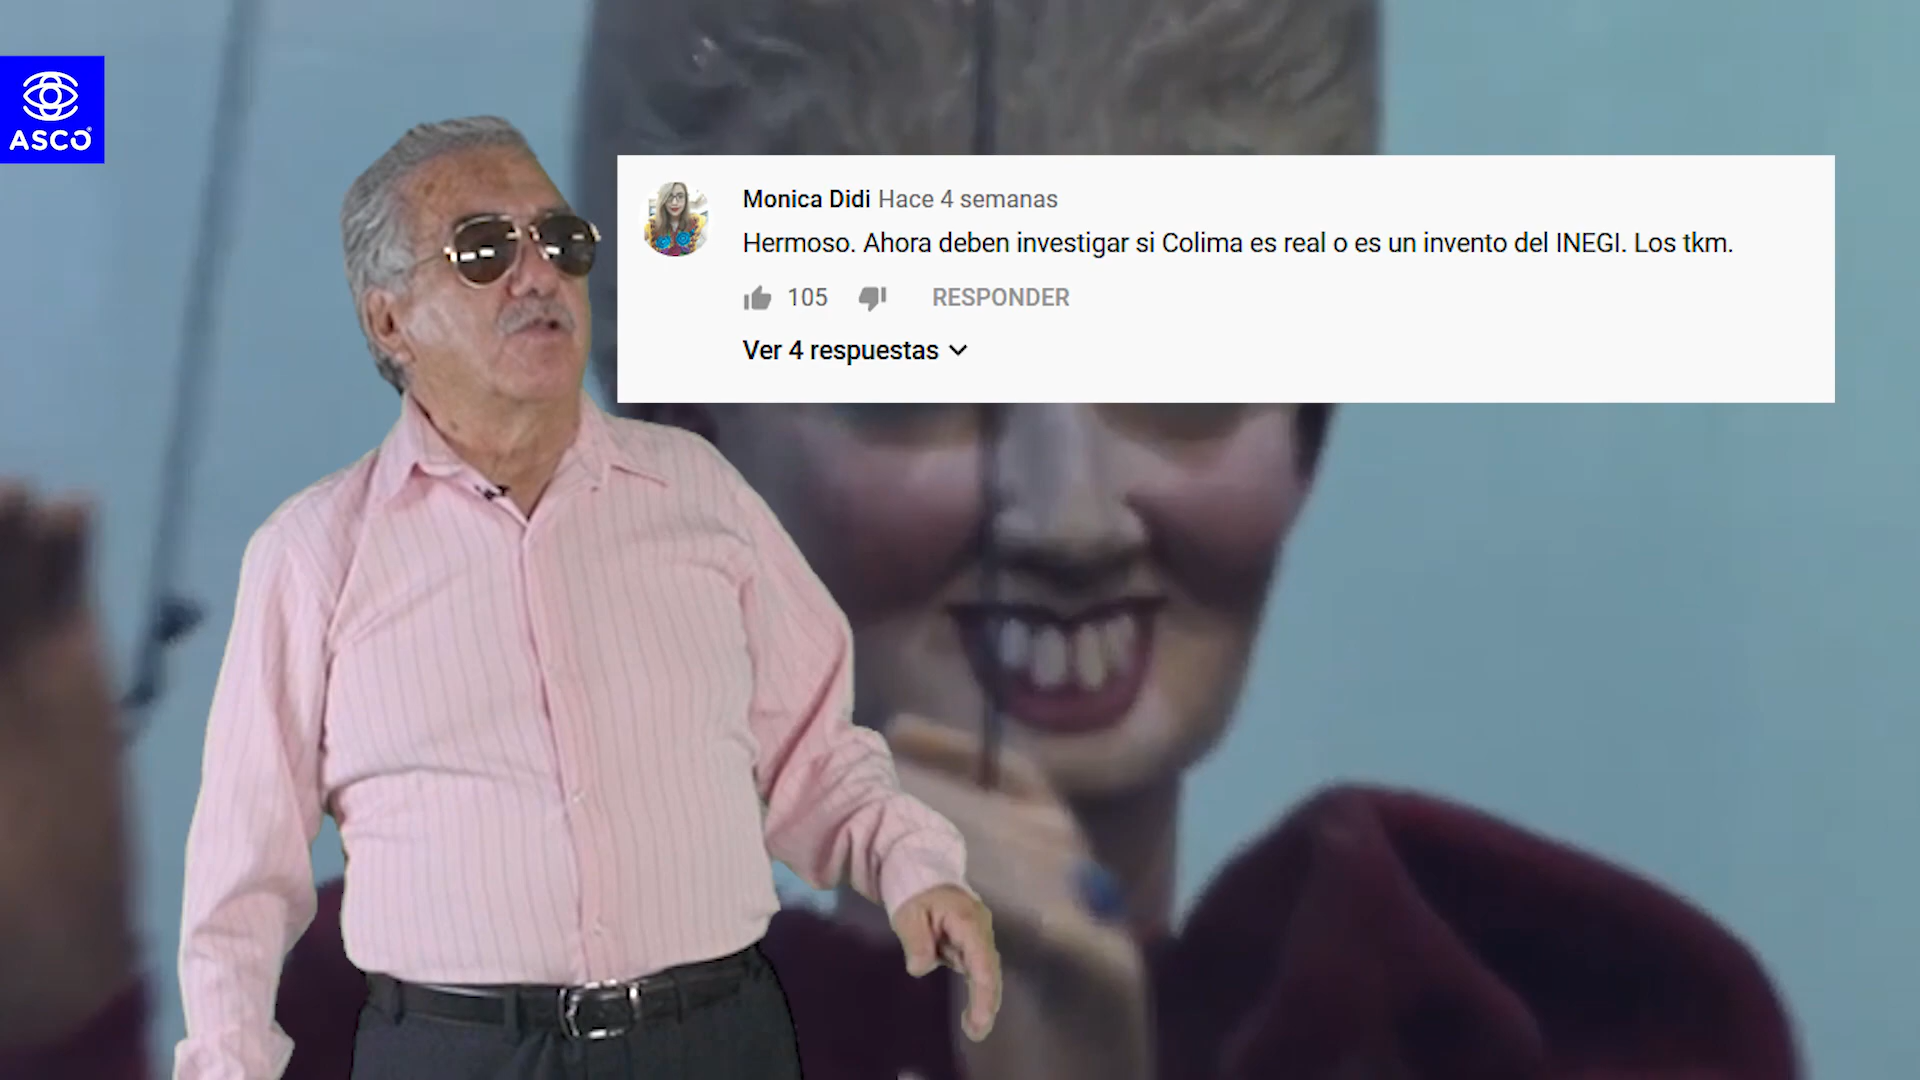 ASCO
Monica Didi Hace 4 semanas
Hermoso. Ahora deben investigar si Colima es real o es un invento del INEGI. Los tkm.
105 RESPONDER
Ver 4 respuestas